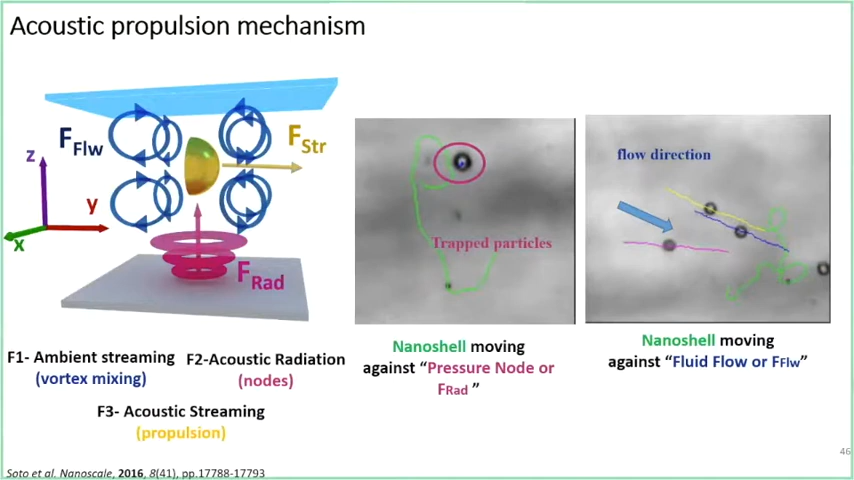 Acoustic propulsion mechanism
FFlw
FStr
z
y
x
FRad
flow direction
Trapped particles
F1- Ambient streaming
(vortex mixing)
F2-Acoustic Radiation
(nodes)
F3- Acoustic Streaming
(propulsion)
Nanoshell moving
against “Pressure Node or
FRad ”
Nanoshell moving
against “Fluid Flow or FFlw”
46
Soto et al. Nanoscale, 2016, 8(41), pp.17788-17793